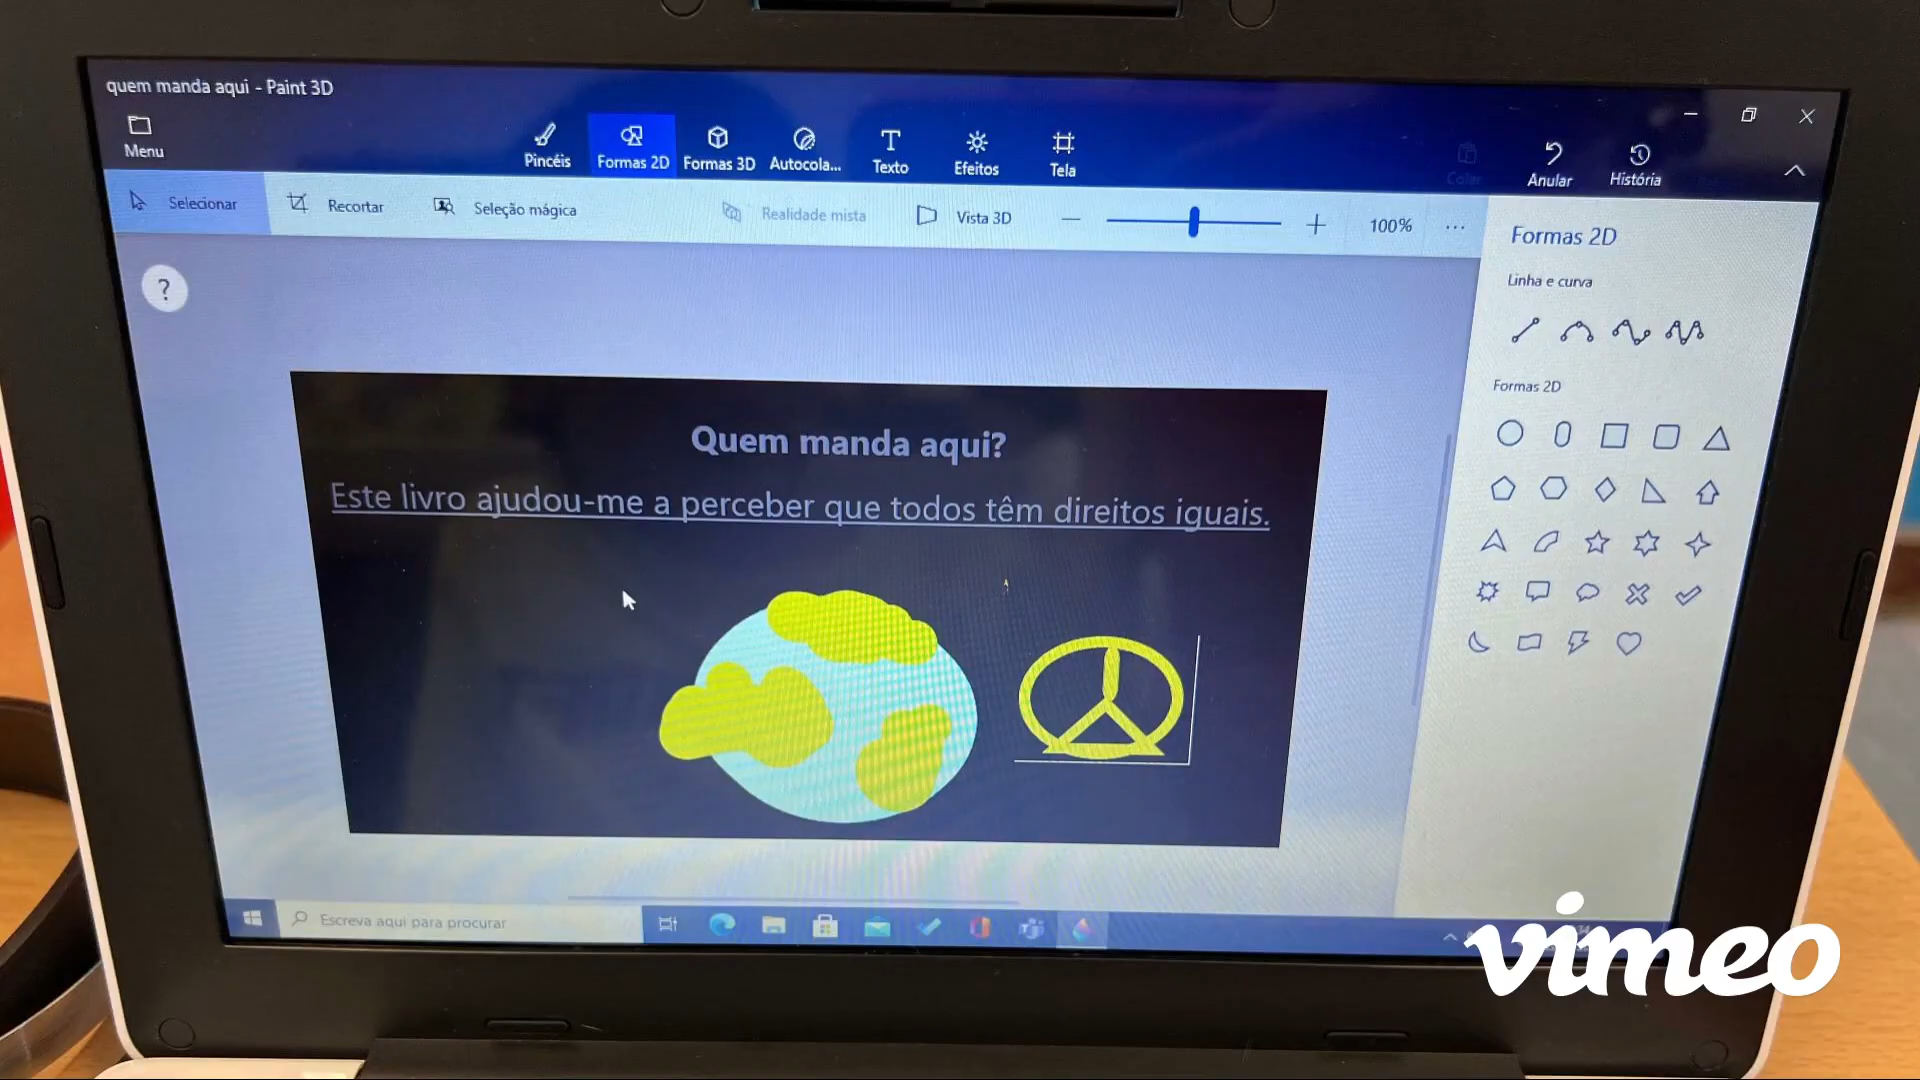 quem manda aqui - Paint 3D
Menu
Pincéis
Formas 2D
Formas 3D
Autocola...
Texto
Efeitos
Tela
Colar
Anular
História
Selecionar
Recortar
Seleção mágica
Realidade mista
Vista 3D
100%
...
Formas 2D
Linha e curva
Formas 2D
?
Quem manda aqui?
Este livro ajudou-me a perceber que todos têm direitos iguais.
Escreva aqui para procurar
vimeo